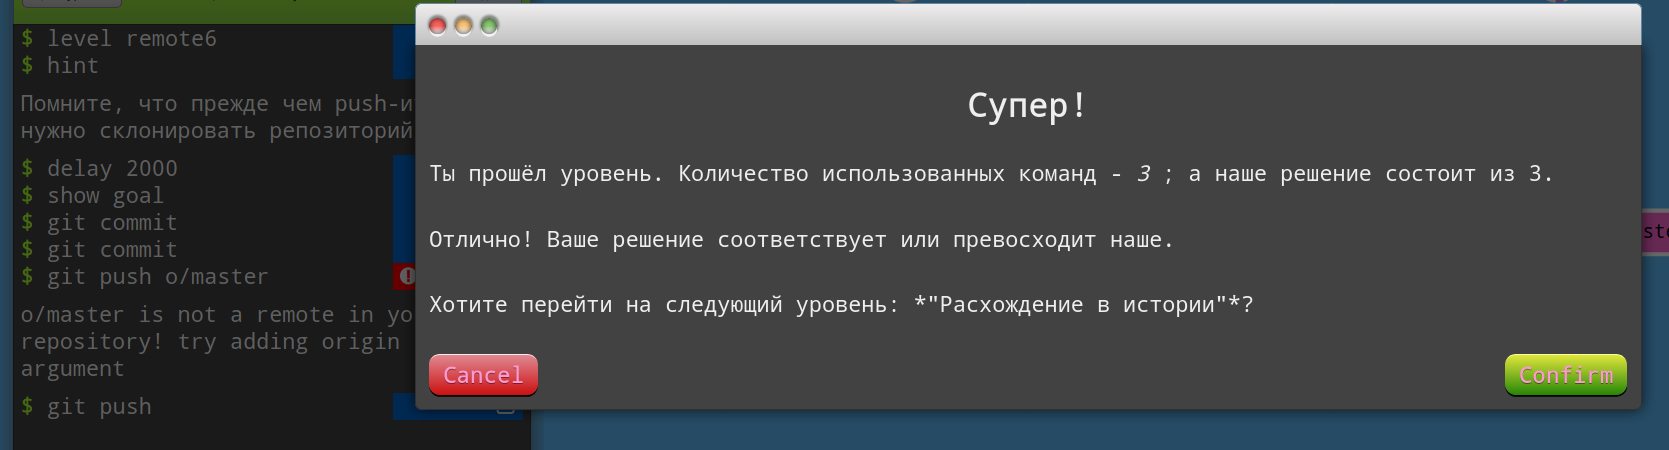 $ level remote6
$ hint
Помните, что прежде чем push-и
нужно склонировать репозиторий
$ delay 2000
$ show goal
$ git commit
$ git commit
$ git push o/master
o/master is not a remote in yo
repository! try adding origin
argument
$ git push
Супер!
Ты прошёл уровень. Количество использованных команд - 3 ; а наше решение состоит из 3.
Отлично! Ваше решение соответствует или превосходит наше.
Хотите перейти на следующий уровень: *"Расхождение в истории"*?
Cancel
Confirm
ste